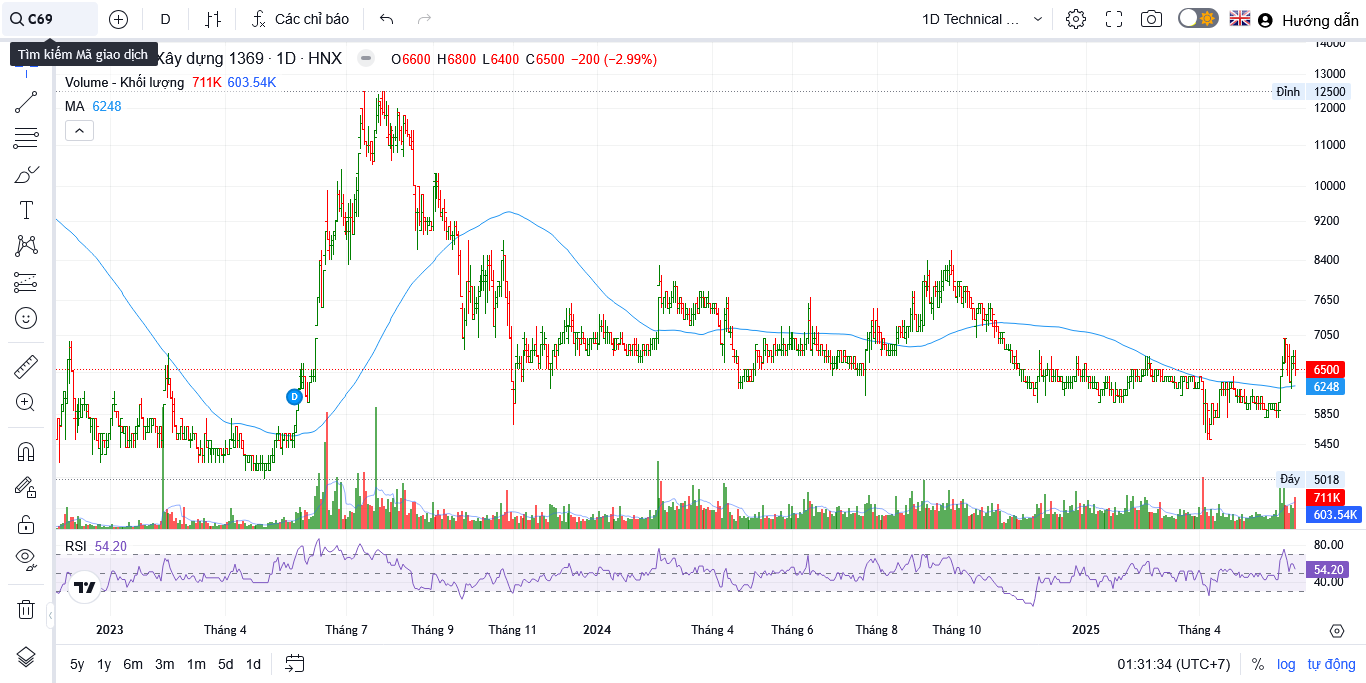 C69
D
Các chỉ báo
1D Technical ...
Hướng dẫn
Tìm kiếm Mã giao dịch
Xây dựng 1369 · 1D · HNX
O6600 H6800 L6400 C6500 −200 (−2.99%)
Volume - Khối lượng 711K 603.54K
MA 6248
14000
13000
Đỉnh 12500
12000
11000
10000
9200
8400
7650
7050
6500
6248
5850
5450
Đáy 5018
711K
603.54K
D
RSI 54.20
80.00
54.20
40.00
2023
Tháng 4
Tháng 7
Tháng 9
Tháng 11
2024
Tháng 4
Tháng 6
Tháng 8
Tháng 10
2025
Tháng 4
5y 1y 6m 3m 1m 5d 1d
01:31:34 (UTC+7)
% log tự động